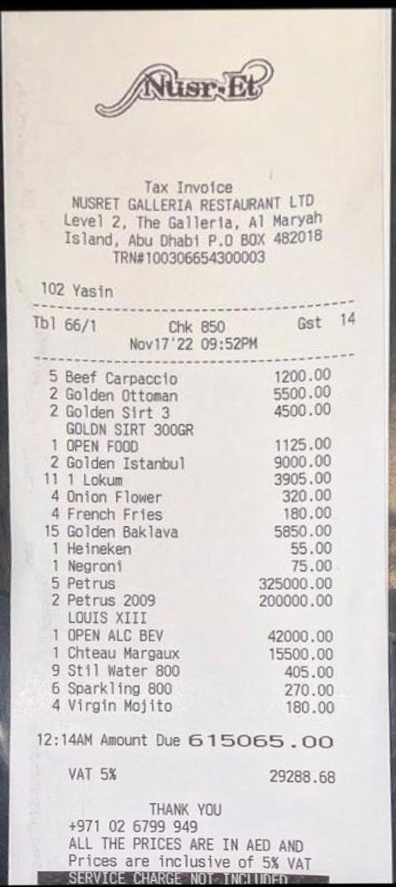 Nusr-Et
Tax Invoice
NUSRET GALLERIA RESTAURANT LTD
Level 2, The Galleria, Al Maryah
Island, Abu Dhabi P.O BOX 482018
TRN#100306654300003
102 Yasin
Tbl 66/1 Chk 850 Gst 14
Nov17'22 09:52PM
5 Beef Carpaccio 1200.00
2 Golden Ottoman 5500.00
2 Golden Sirt 3 4500.00
GOLDN SIRT 300GR
1 OPEN FOOD 1125.00
2 Golden Istanbul 9000.00
11 1 Lokum 3905.00
4 Onion Flower 320.00
4 French Fries 180.00
15 Golden Baklava 5850.00
1 Heineken 55.00
1 Negroni 75.00
5 Petrus 325000.00
2 Petrus 2009 200000.00
LOUIS XIII
1 OPEN ALC BEV 42000.00
1 Chteau Margaux 15500.00
9 Stil Water 800 405.00
6 Sparkling 800 270.00
4 Virgin Mojito 180.00
12:14AM Amount Due 615065.00
VAT 5% 29288.68
THANK YOU
+971 02 6799 949
ALL THE PRICES ARE IN AED AND
Prices are inclusive of 5% VAT
SERVICE CHARGE NOT INCLUDED